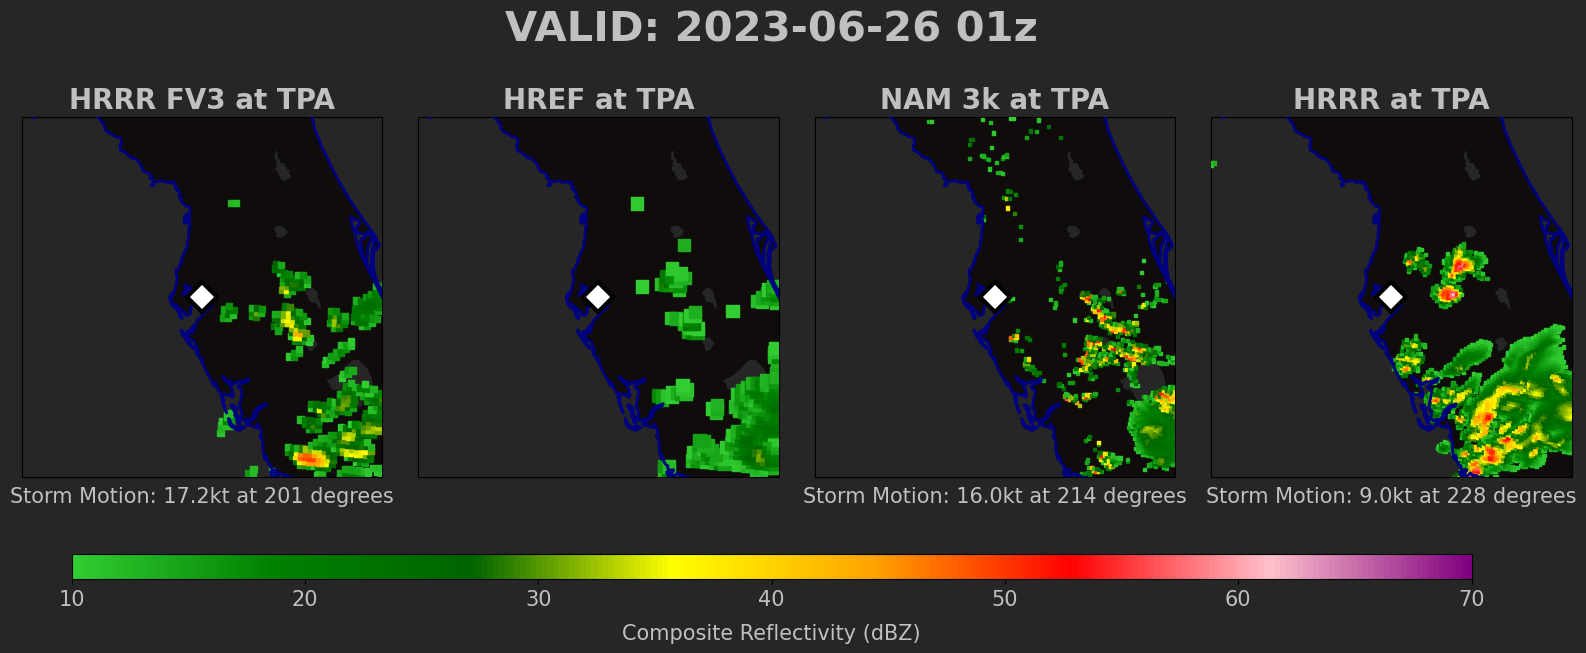 VALID: 2023-06-26 01z
HRRR FV3 at TPA
HREF at TPA
NAM 3k at TPA
HRRR at TPA
Storm Motion: 17.2kt at 201 degrees
Storm Motion: 16.0kt at 214 degrees
Storm Motion: 9.0kt at 228 degrees
10 20 30 40 50 60 70
Composite Reflectivity (dBZ)